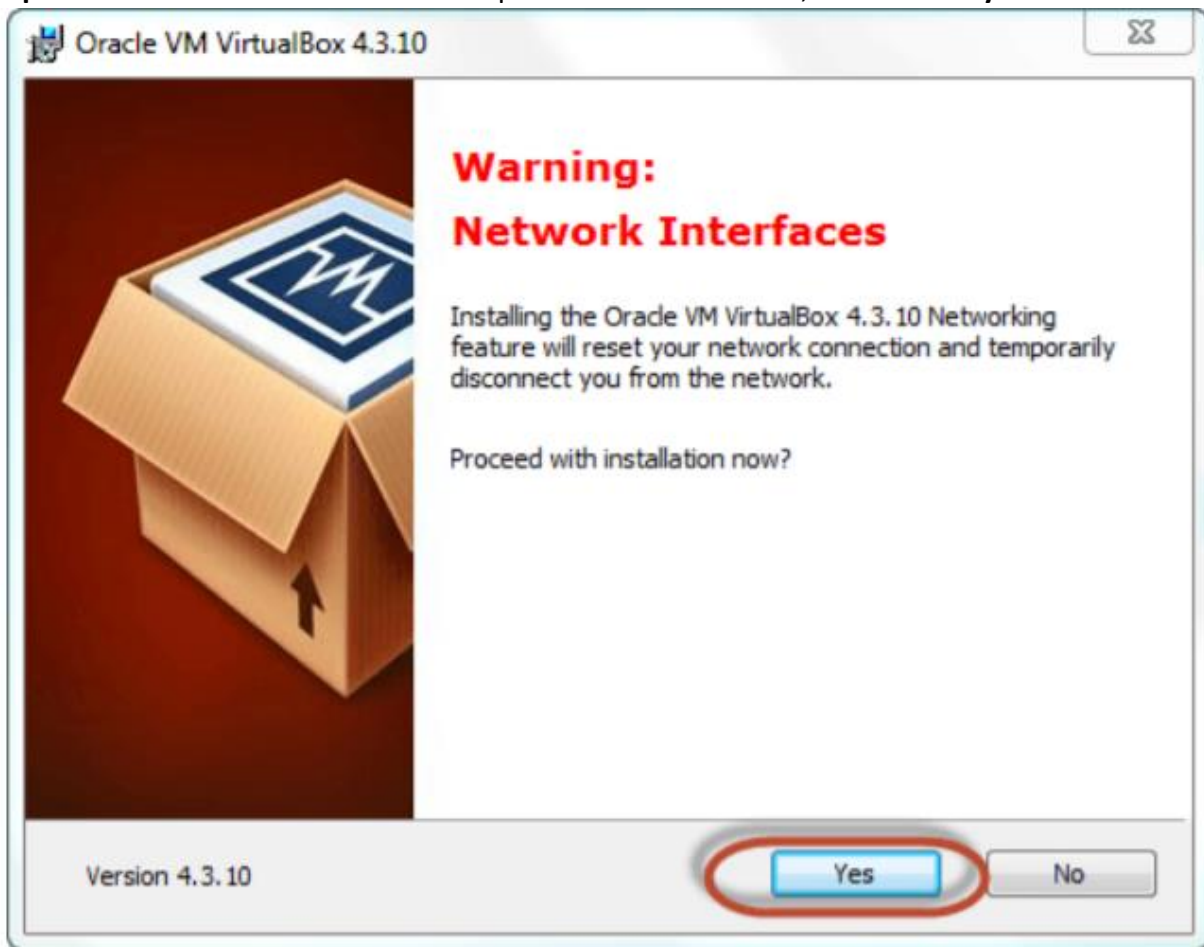 Oracle VM VirtualBox 4.3.10
Warning:
Network Interfaces
Installing the Oracle VM VirtualBox 4.3.10 Networking
feature will reset your network connection and temporarily
disconnect you from the network.
Proceed with installation now?
Version 4.3.10
Yes
No